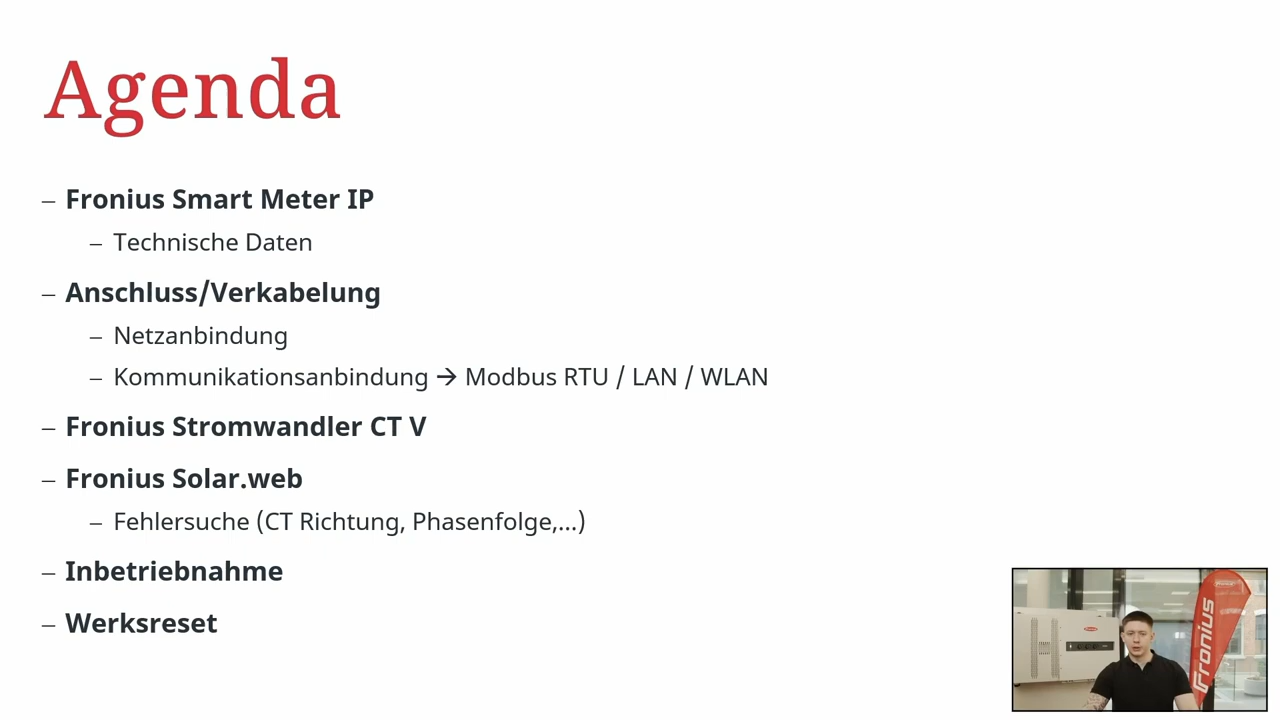 Agenda
– Fronius Smart Meter IP
– Technische Daten
– Anschluss/Verkabelung
– Netzanbindung
– Kommunikationsanbindung → Modbus RTU / LAN / WLAN
– Fronius Stromwandler CT V
– Fronius Solar.web
– Fehlersuche (CT Richtung, Phasenfolge,...)
– Inbetriebnahme
– Werksreset
Fronius